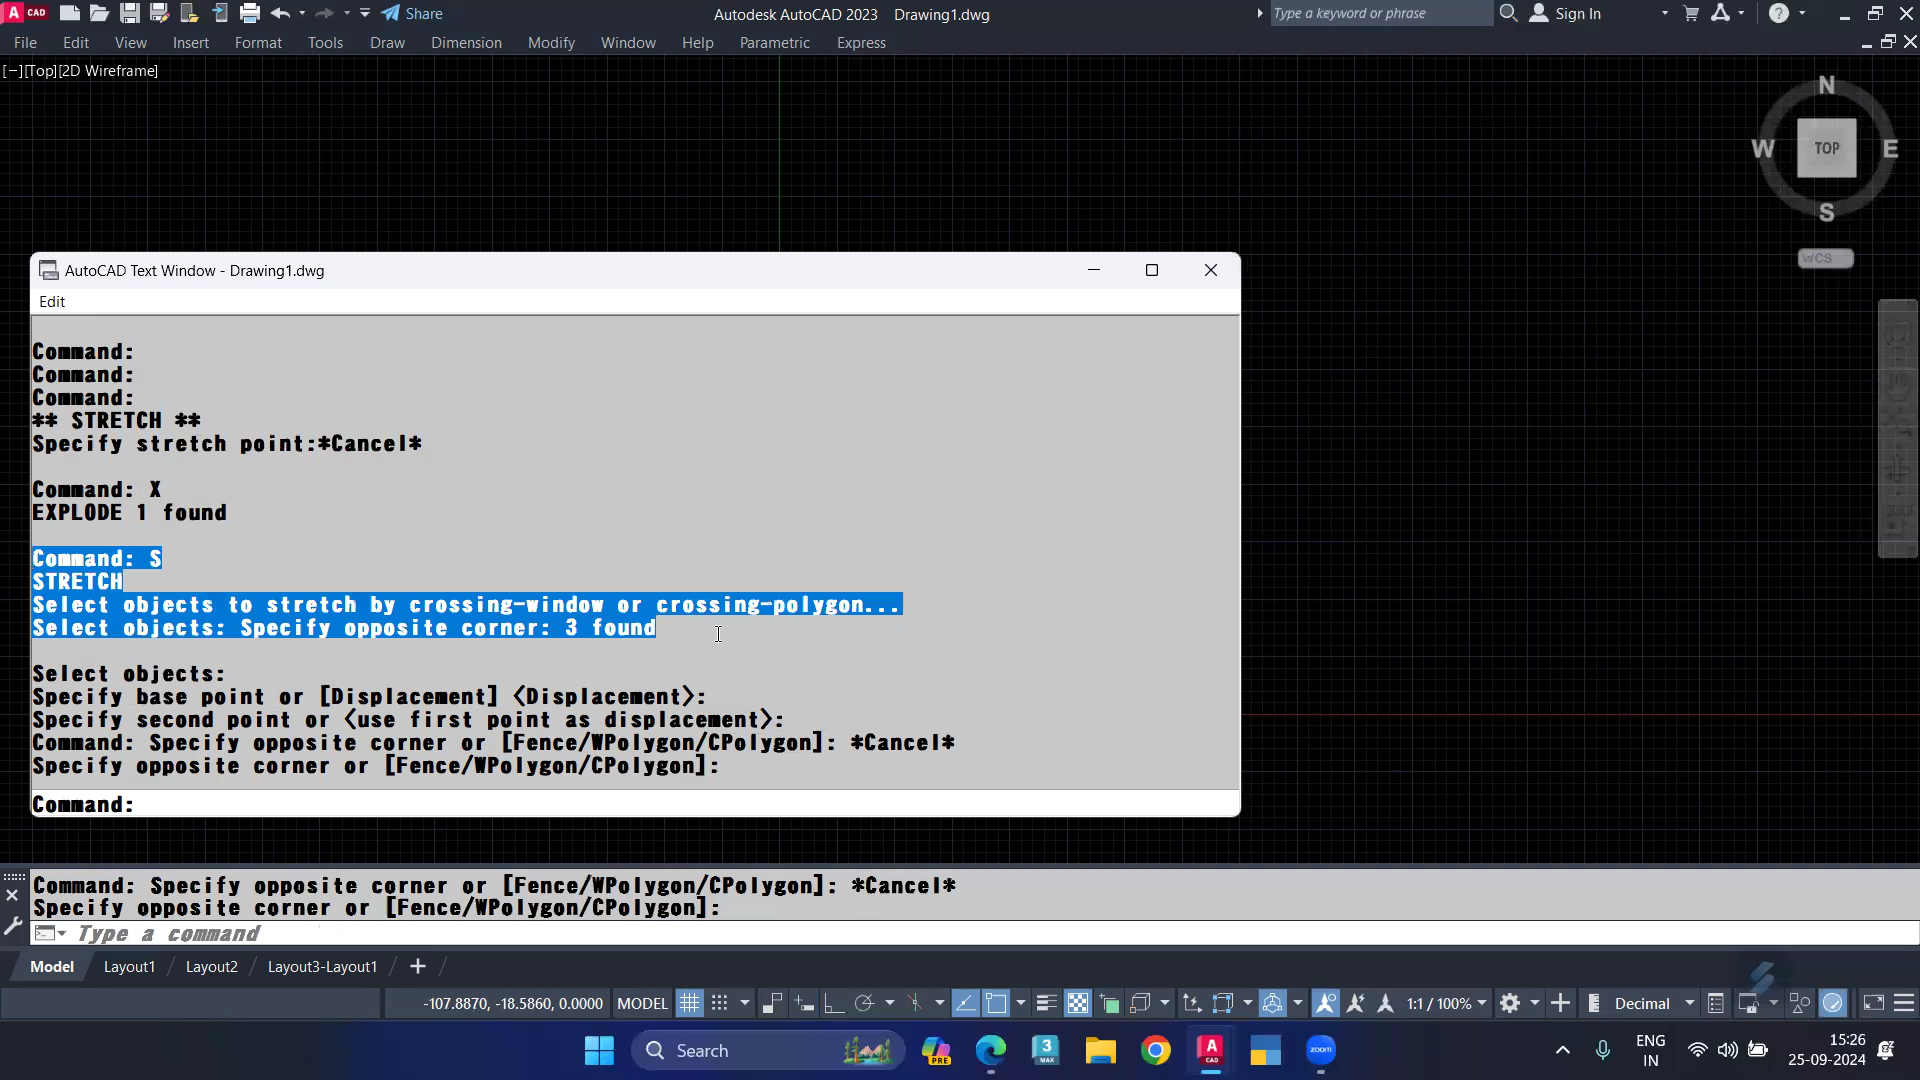 A CAD
Share
Autodesk AutoCAD 2023 Drawing1.dwg
Type a keyword or phrase
Sign In
File Edit View Insert Format Tools Draw Dimension Modify Window Help Parametric Express
[−][Top][2D Wireframe]
N
W TOP E
S
WCS
AutoCAD Text Window - Drawing1.dwg
Edit
Command:
Command:
Command:
** STRETCH **
Specify stretch point:*Cancel*
Command: X
EXPLODE 1 found
Command: S
STRETCH
Select objects to stretch by crossing-window or crossing-polygon...
Select objects: Specify opposite corner: 3 found
Select objects:
Specify base point or [Displacement] <Displacement>:
Specify second point or <use first point as displacement>:
Command: Specify opposite corner or [Fence/WPolygon/CPolygon]: *Cancel*
Specify opposite corner or [Fence/WPolygon/CPolygon]:
Command:
Command: Specify opposite corner or [Fence/WPolygon/CPolygon]: *Cancel*
Specify opposite corner or [Fence/WPolygon/CPolygon]:
Type a command
Model Layout1 Layout2 Layout3-Layout1
-107.8870, -18.5860, 0.0000 MODEL 1:1 / 100% Decimal
Search
PRE
3
MAX
A
CAD
zoom
ENG
IN
15:26
25-09-2024